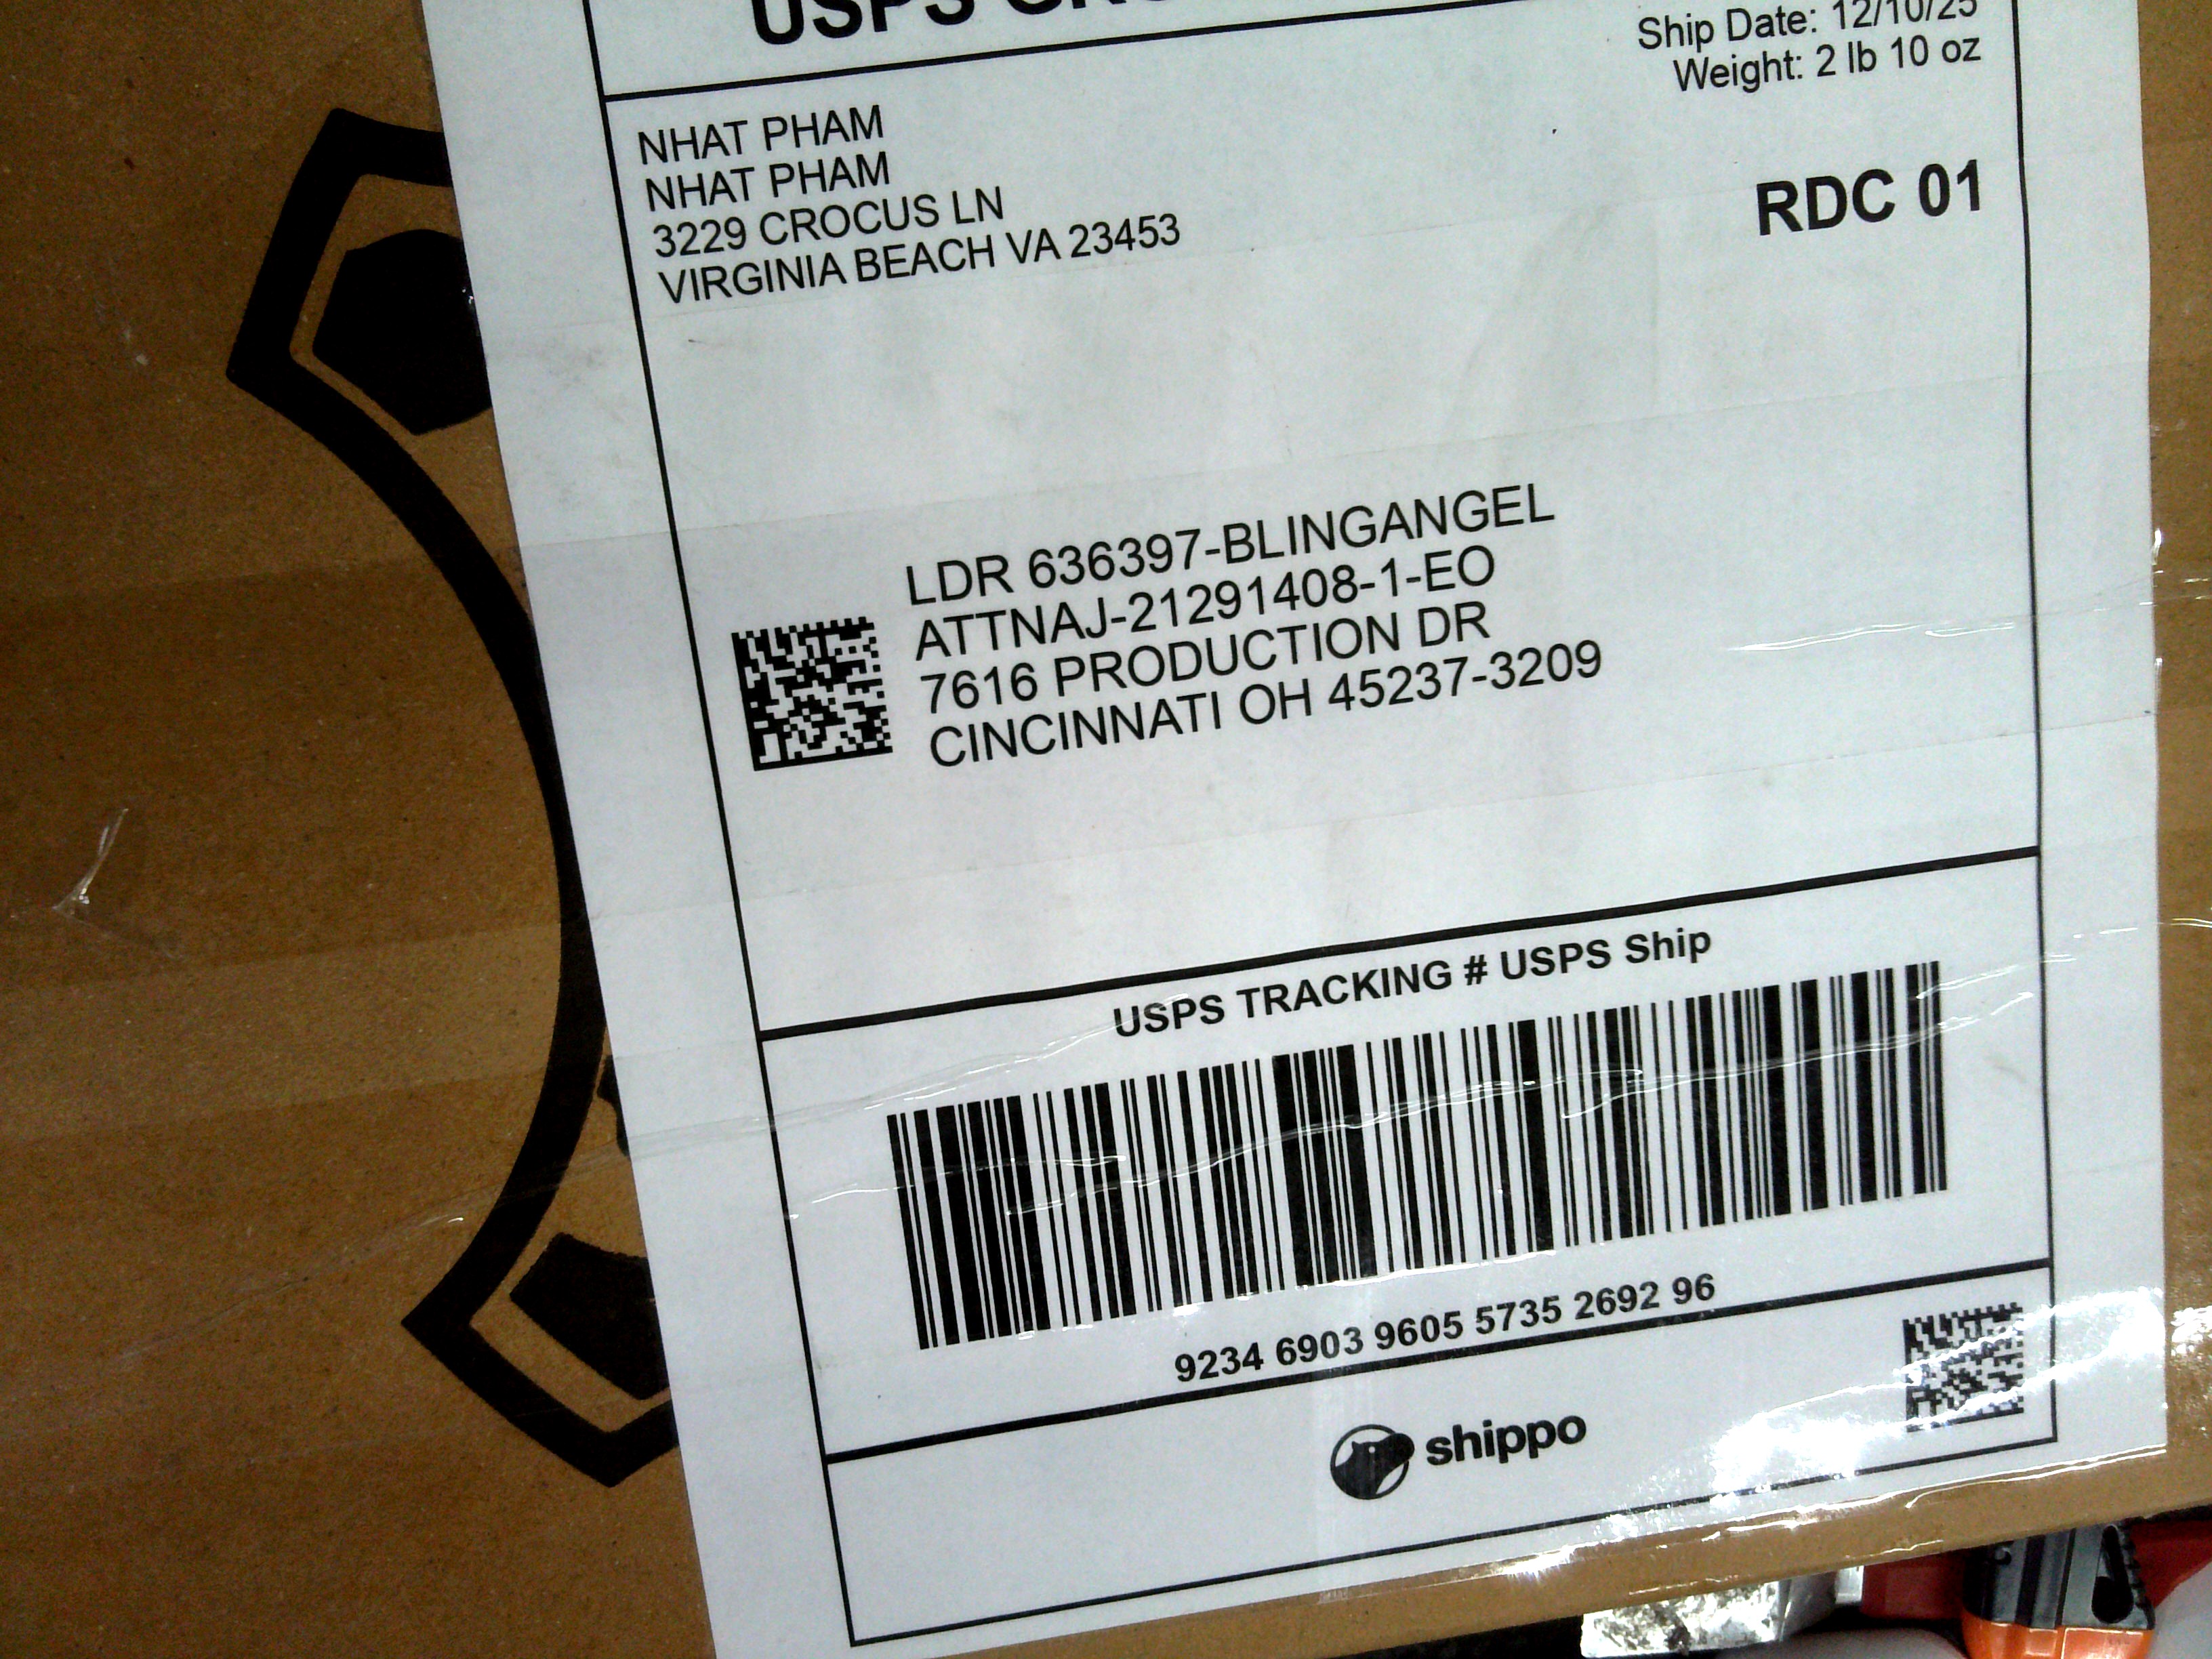 USPS
Ship Date: 12/10/25
Weight: 2 lb 10 oz
NHAT PHAM
NHAT PHAM
3229 CROCUS LN
VIRGINIA BEACH VA 23453
RDC 01
LDR 636397-BLINGANGEL
ATTNAJ-21291408-1-EO
7616 PRODUCTION DR
CINCINNATI OH 45237-3209
USPS TRACKING # USPS Ship
9234 6903 9605 5735 2692 96
shippo